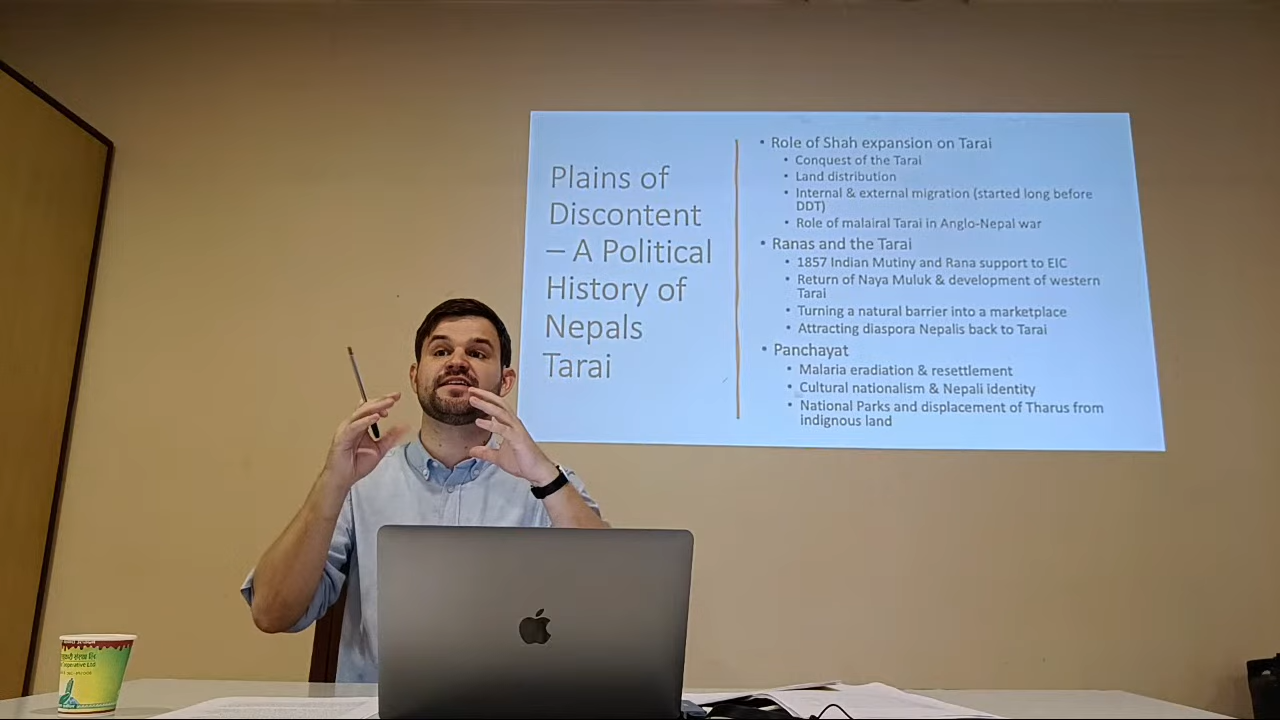 Plains of
Discontent
– A Political
History of
Nepals
Tarai
• Role of Shah expansion on Tarai
• Conquest of the Tarai
• Land distribution
• Internal & external migration (started long before
DDT)
• Role of malairal Tarai in Anglo-Nepal war
• Ranas and the Tarai
• 1857 Indian Mutiny and Rana support to EIC
• Return of Naya Muluk & development of western
Tarai
• Turning a natural barrier into a marketplace
• Attracting diaspora Nepalis back to Tarai
• Panchayat
• Malaria eradiation & resettlement
• Cultural nationalism & Nepali identity
• National Parks and displacement of Tharus from
indignous land